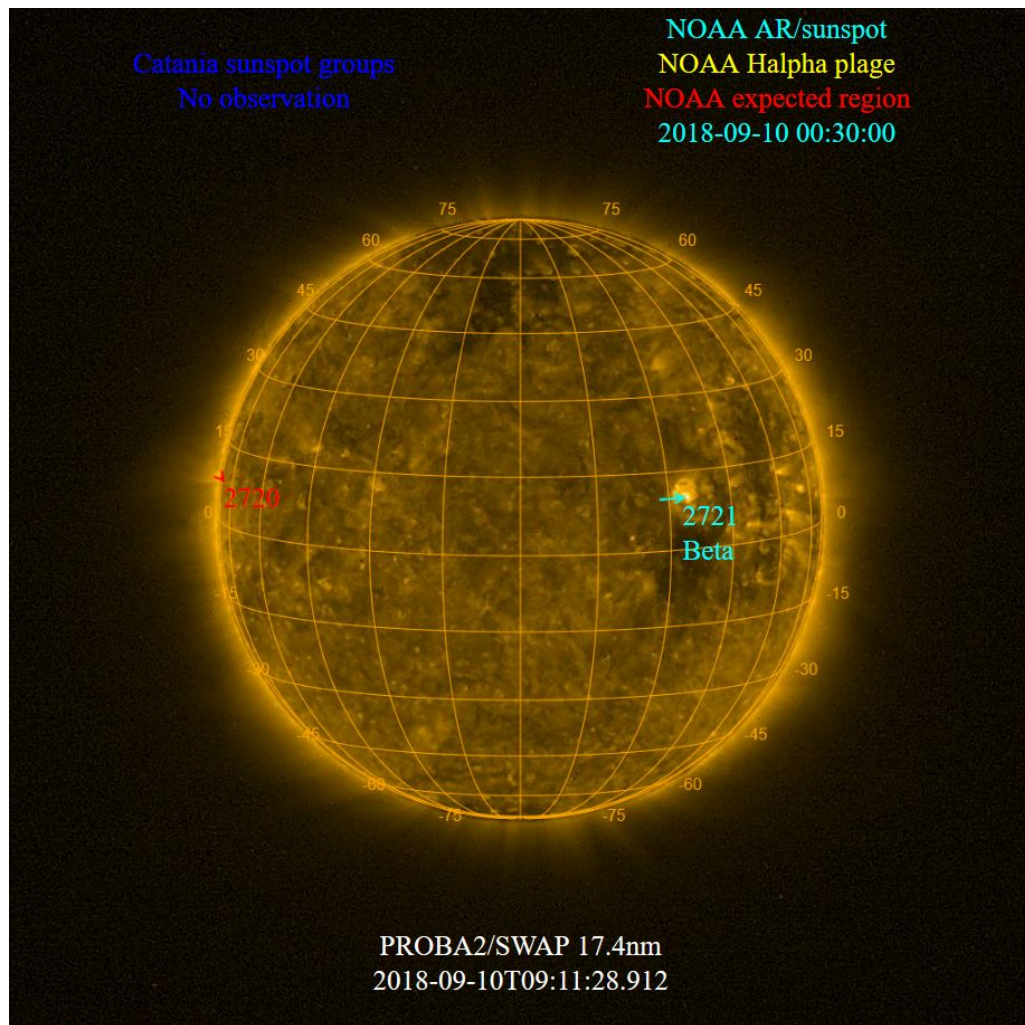 NOAA AR/sunspot
Catania sunspot groups
NOAA Halpha plage
No observation
NOAA expected region
2018-09-10 00:30:00
75 75
60 60
45 45
30 30
15 15
2720
0 0
2721
Beta
-15 -15
-30 -30
-45 -45
-60 -60
-75 -75
PROBA2/SWAP 17.4nm
2018-09-10T09:11:28.912